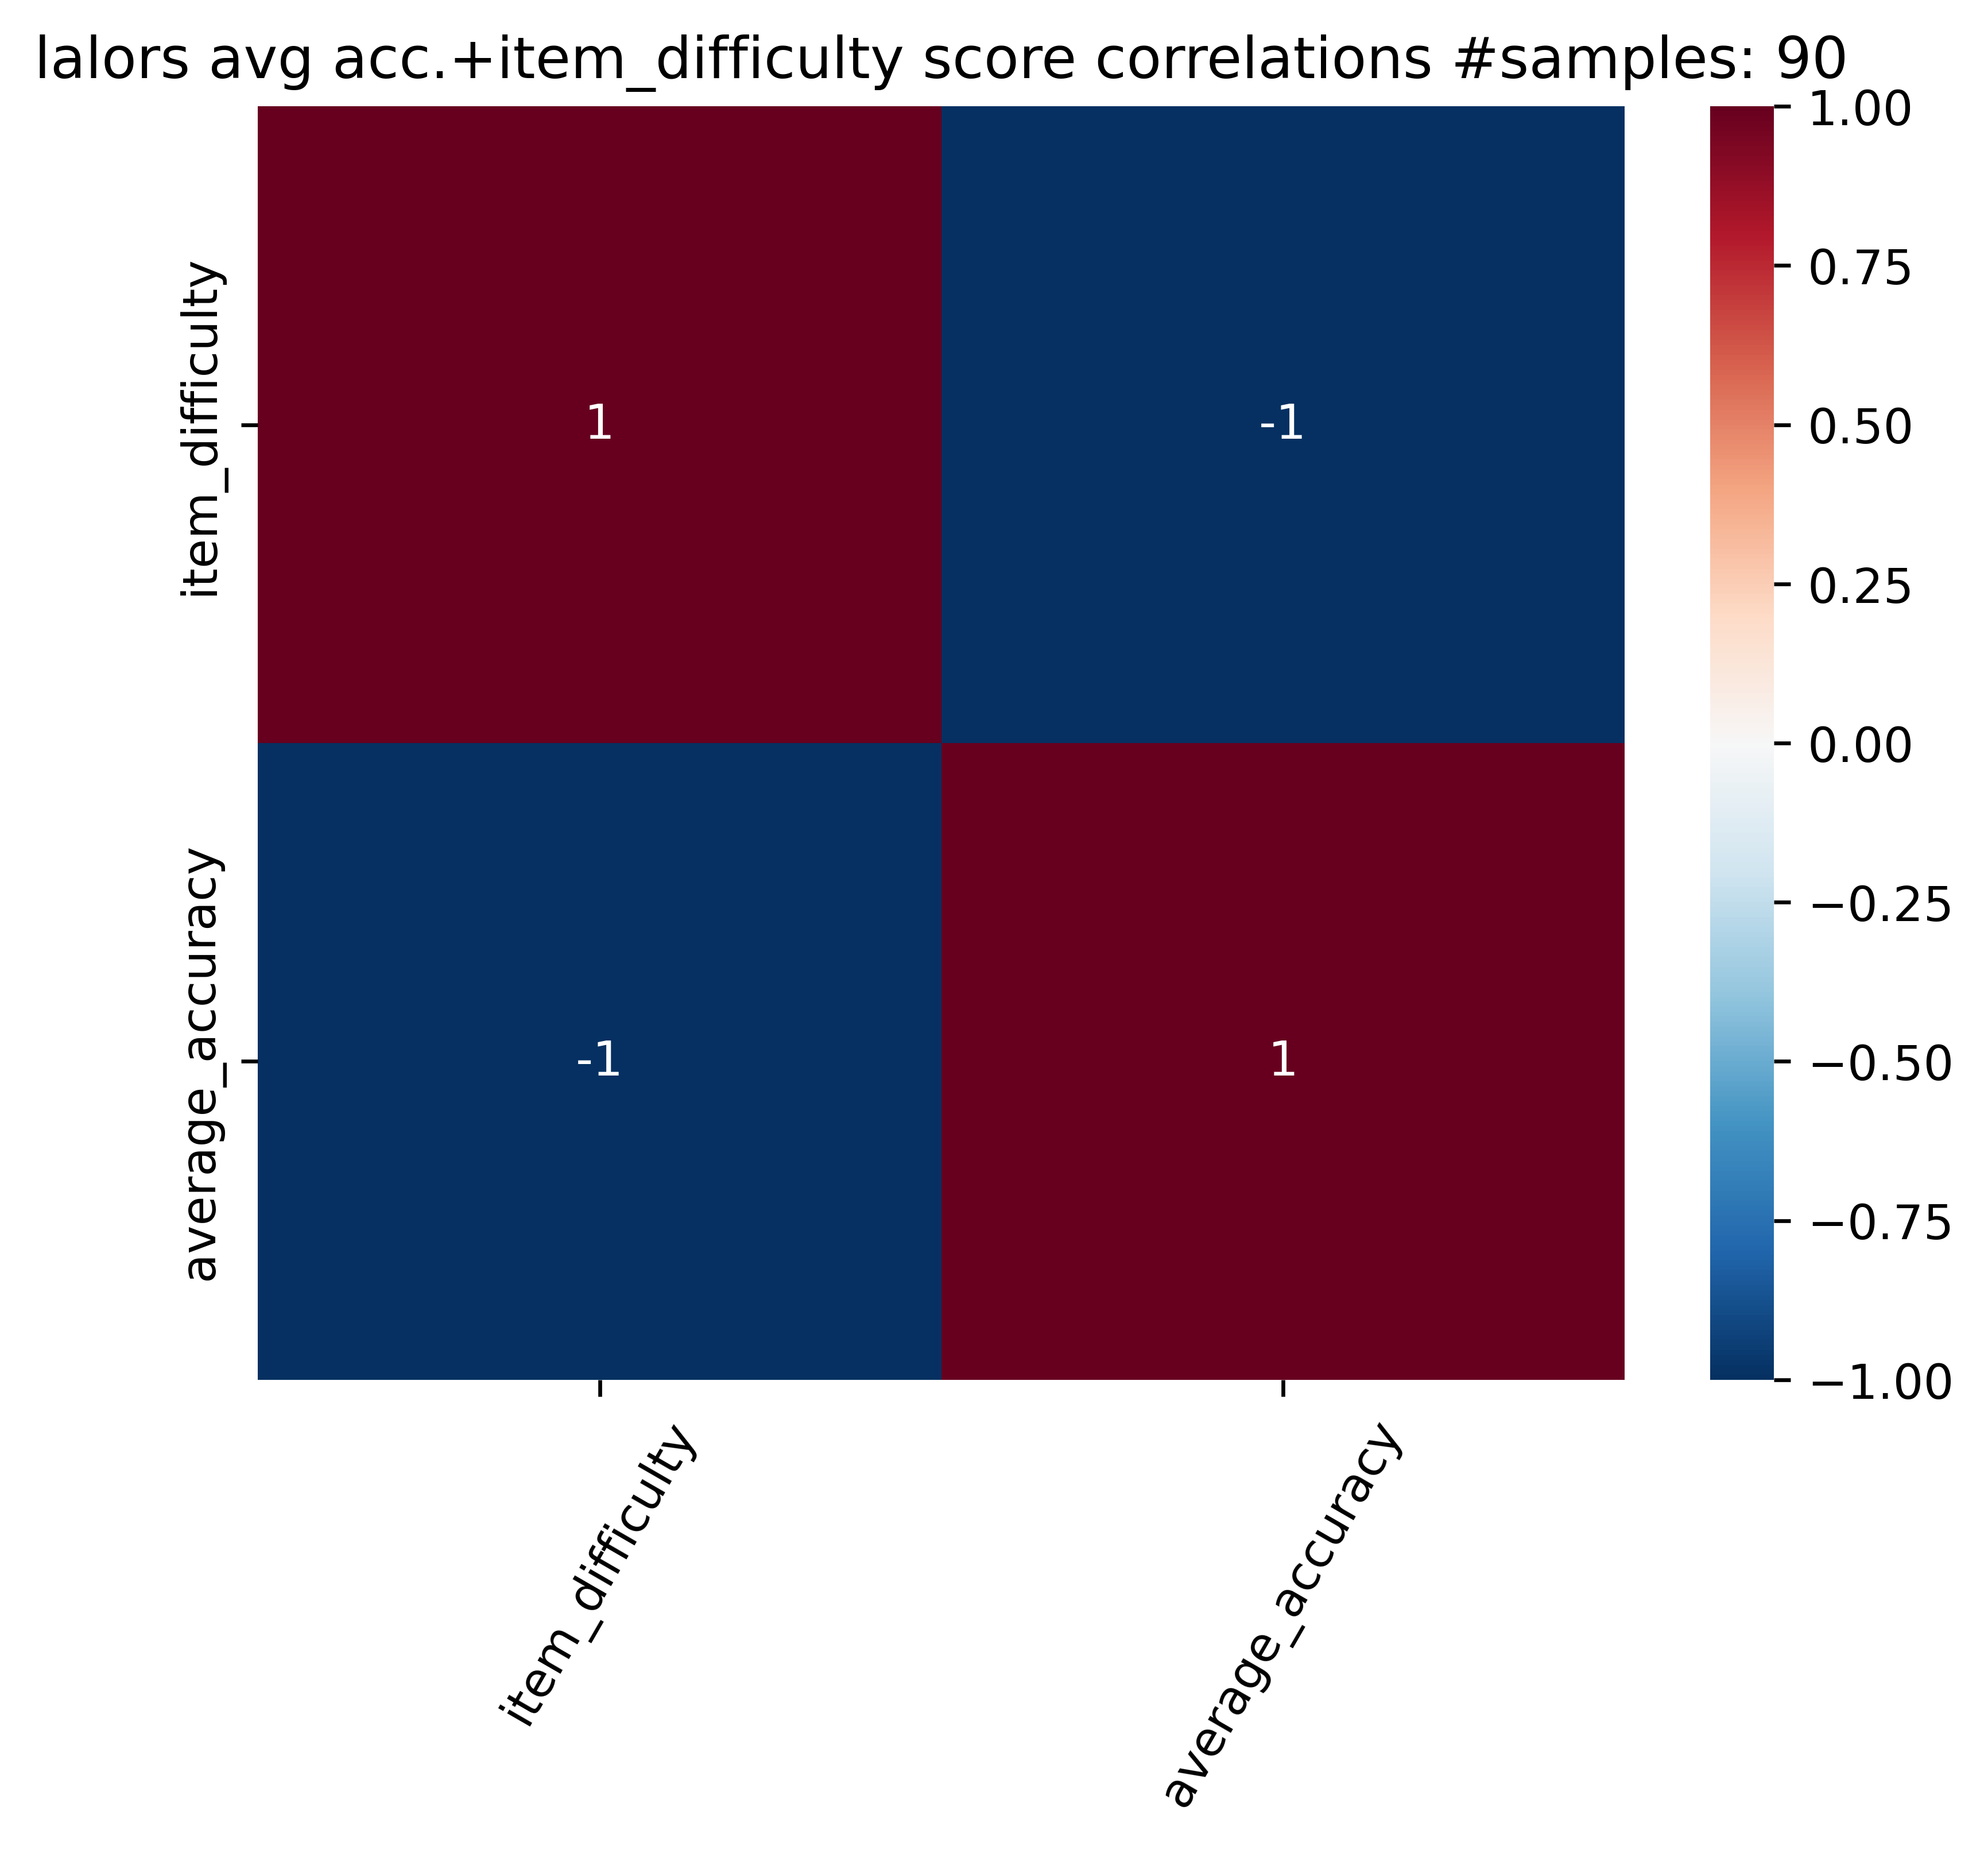 lalors avg acc.+item_difficulty score correlations #samples: 90
item_difficulty
average_accuracy
1
-1
-1
1
item_difficulty
average_accuracy
1.00
0.75
0.50
0.25
0.00
−0.25
−0.50
−0.75
−1.00